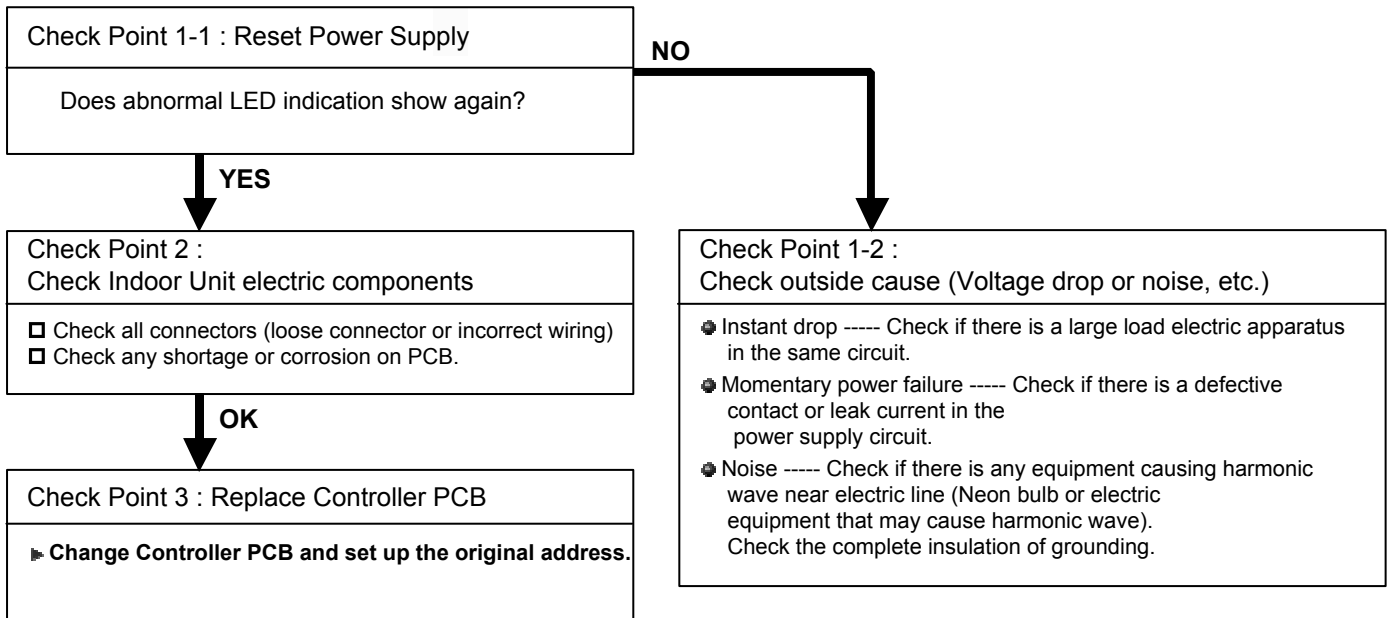 Check Point 1-1 : Reset Power Supply
Does abnormal LED indication show again?
NO
YES
Check Point 2 :
Check Indoor Unit electric components
Check all connectors (loose connector or incorrect wiring)
Check any shortage or corrosion on PCB.
OK
Check Point 3 : Replace Controller PCB
Change Controller PCB and set up the original address.
Check Point 1-2 :
Check outside cause (Voltage drop or noise, etc.)
Instant drop ----- Check if there is a large load electric apparatus
in the same circuit.
Momentary power failure ----- Check if there is a defective
contact or leak current in the
power supply circuit.
Noise ----- Check if there is any equipment causing harmonic
wave near electric line (Neon bulb or electric
equipment that may cause harmonic wave).
Check the complete insulation of grounding.